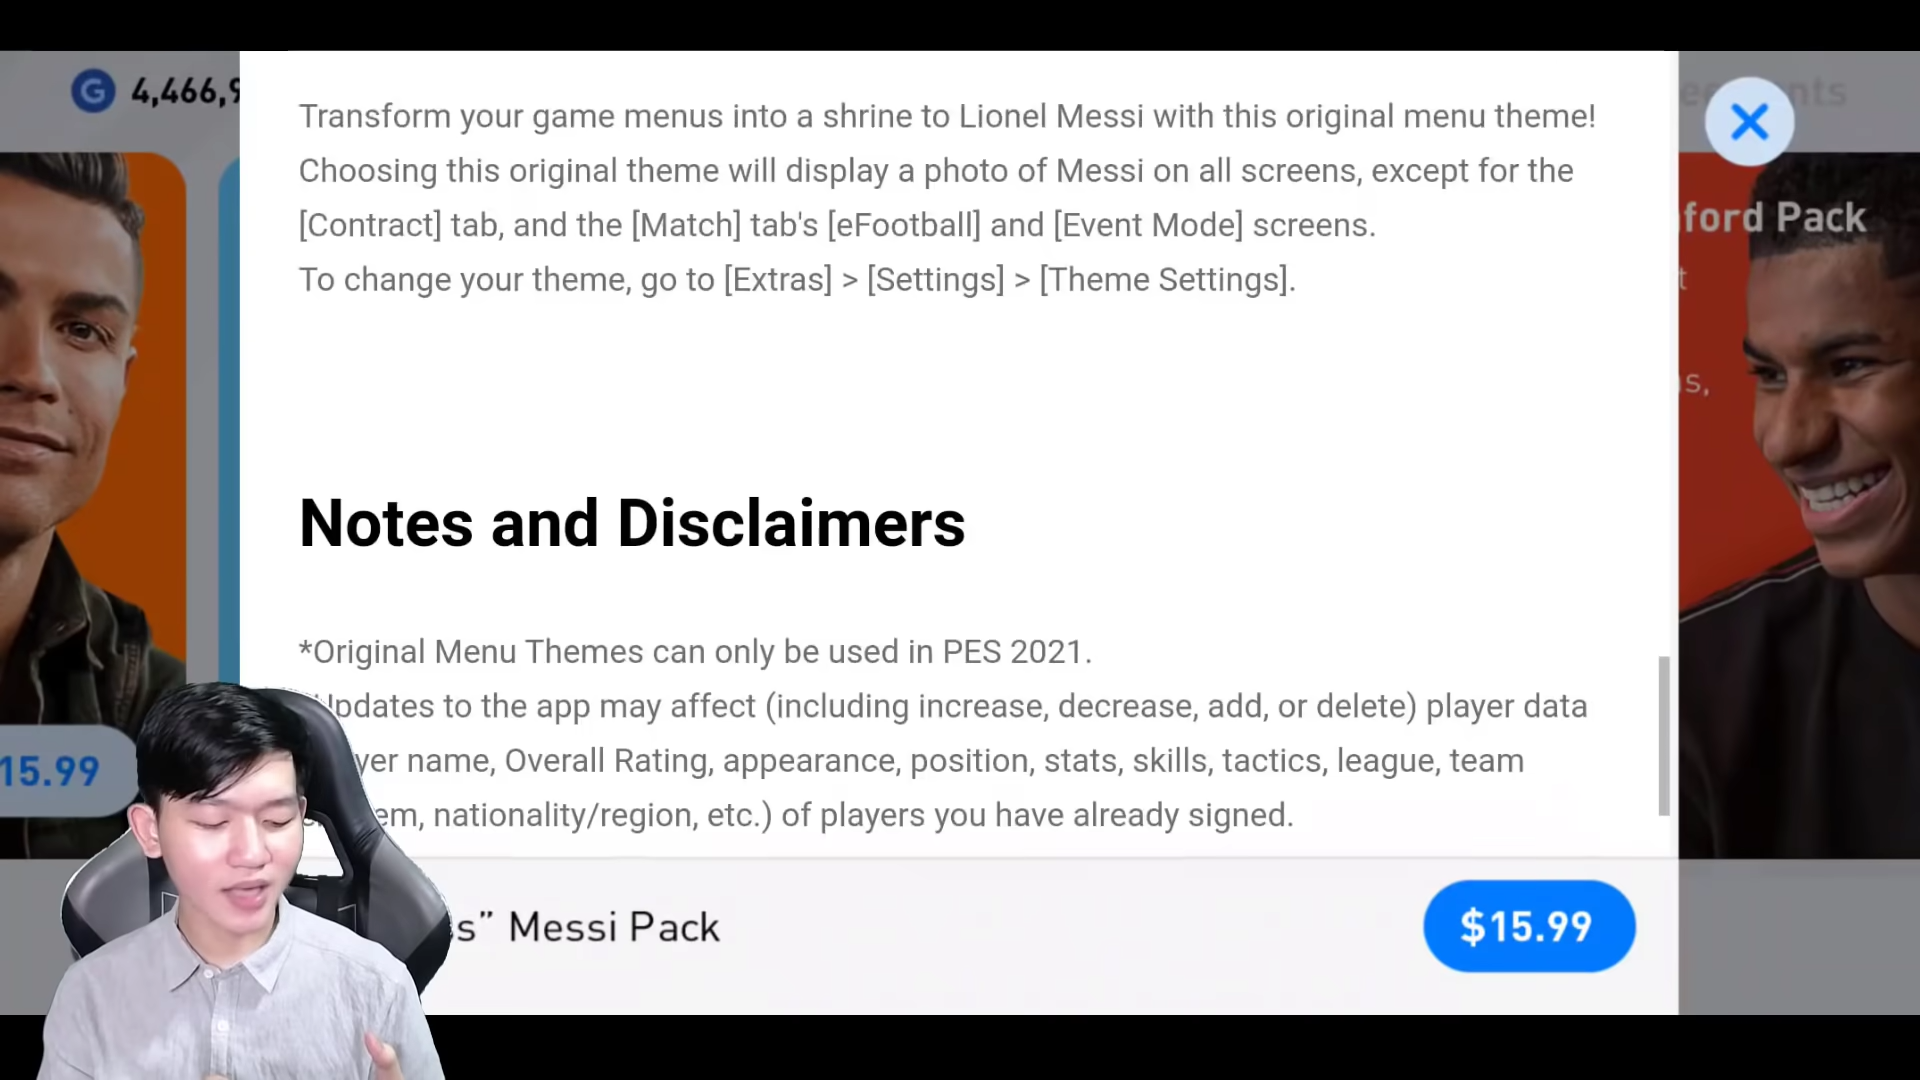 4,466,9
Transform your game menus into a shrine to Lionel Messi with this original menu theme!
Choosing this original theme will display a photo of Messi on all screens, except for the
[Contract] tab, and the [Match] tab's [eFootball] and [Event Mode] screens.
To change your theme, go to [Extras] > [Settings] > [Theme Settings].
ford Pack
s,
Notes and Disclaimers
*Original Menu Themes can only be used in PES 2021.
Updates to the app may affect (including increase, decrease, add, or delete) player data
yer name, Overall Rating, appearance, position, stats, skills, tactics, league, team
em, nationality/region, etc.) of players you have already signed.
15.99
s” Messi Pack
$15.99